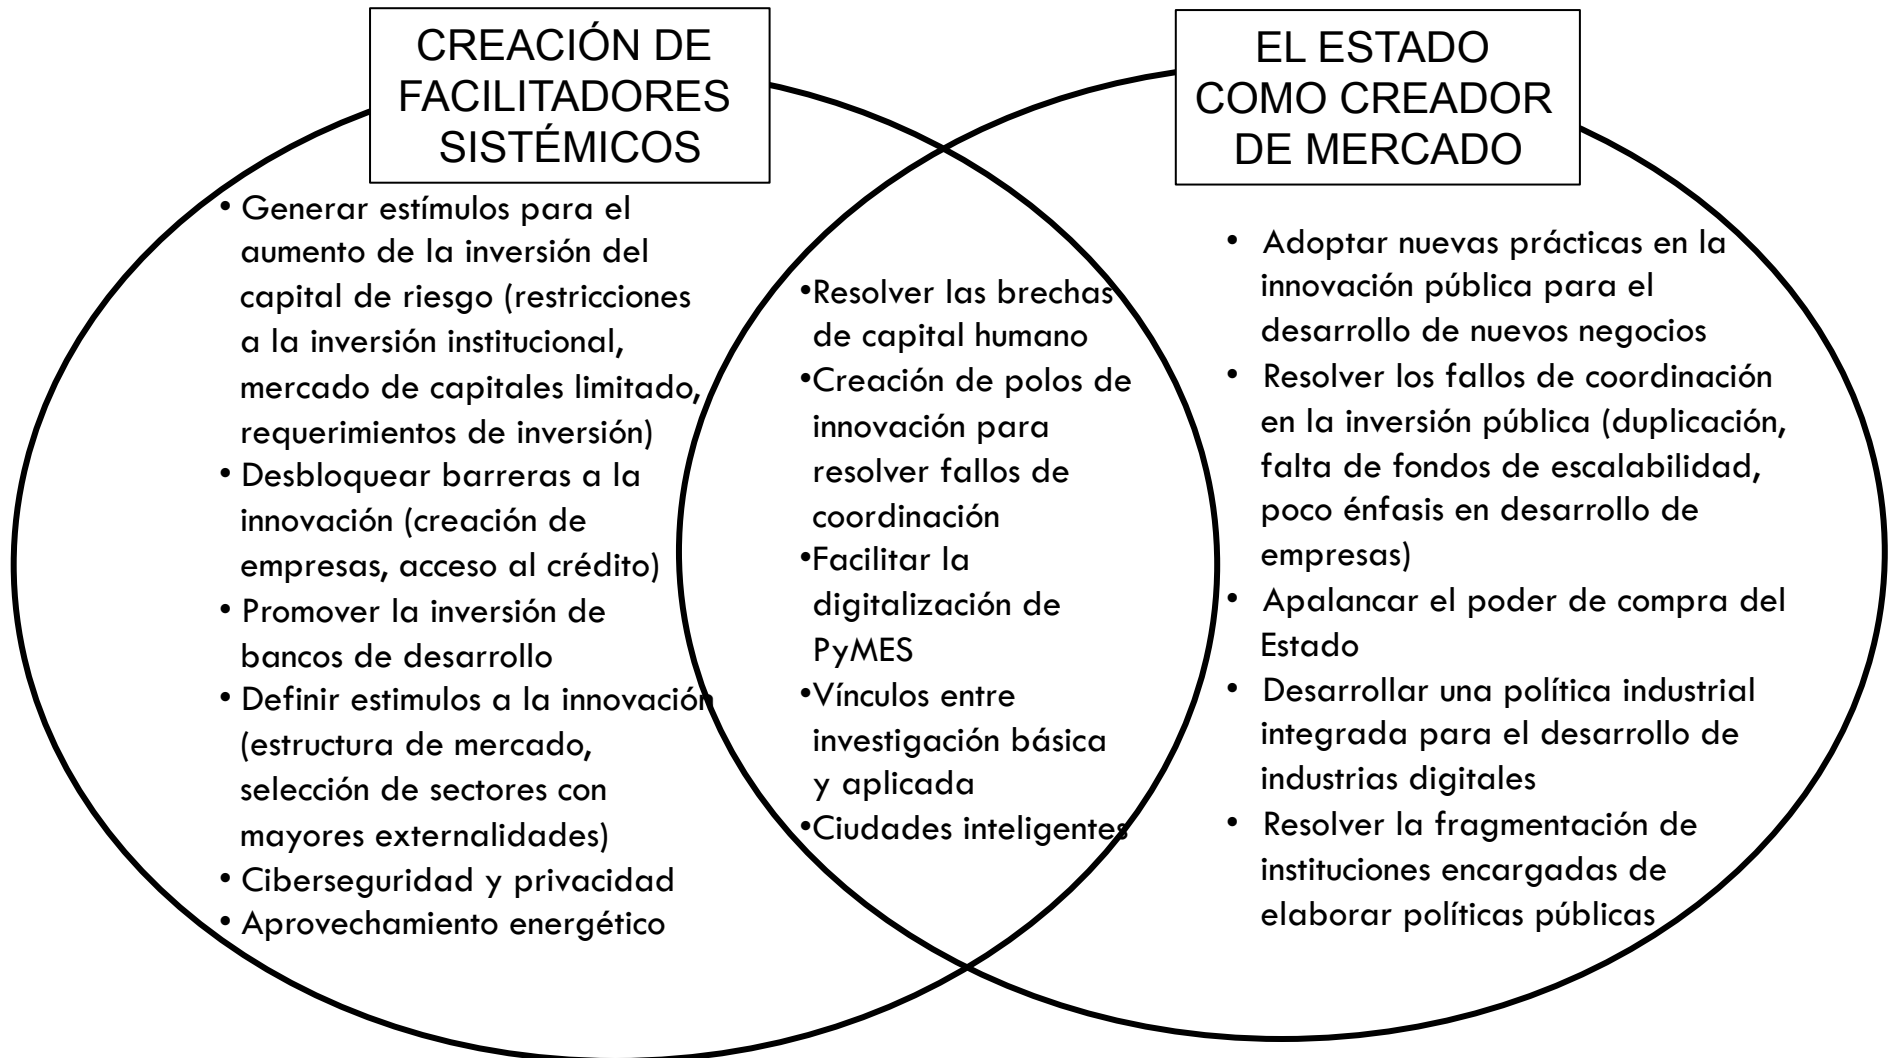 CREACIÓN DE
FACILITADORES
SISTÉMICOS
• Generar estímulos para el
aumento de la inversión del
capital de riesgo (restricciones
a la inversión institucional,
mercado de capitales limitado,
requerimientos de inversión)
• Desbloquear barreras a la
innovación (creación de
empresas, acceso al crédito)
• Promover la inversión de
bancos de desarrollo
• Definir estimulos a la innovación
(estructura de mercado,
selección de sectores con
mayores externalidades)
• Ciberseguridad y privacidad
• Aprovechamiento energético
•Resolver las brechas
de capital humano
•Creación de polos de
innovación para
resolver fallos de
coordinación
•Facilitar la
digitalización de
PyMES
•Vínculos entre
investigación básica
y aplicada
•Ciudades inteligentes
EL ESTADO
COMO CREADOR
DE MERCADO
• Adoptar nuevas prácticas en la
innovación pública para el
desarrollo de nuevos negocios
• Resolver los fallos de coordinación
en la inversión pública (duplicación,
falta de fondos de escalabilidad,
poco énfasis en desarrollo de
empresas)
• Apalancar el poder de compra del
Estado
• Desarrollar una política industrial
integrada para el desarrollo de
industrias digitales
• Resolver la fragmentación de
instituciones encargadas de
elaborar políticas públicas